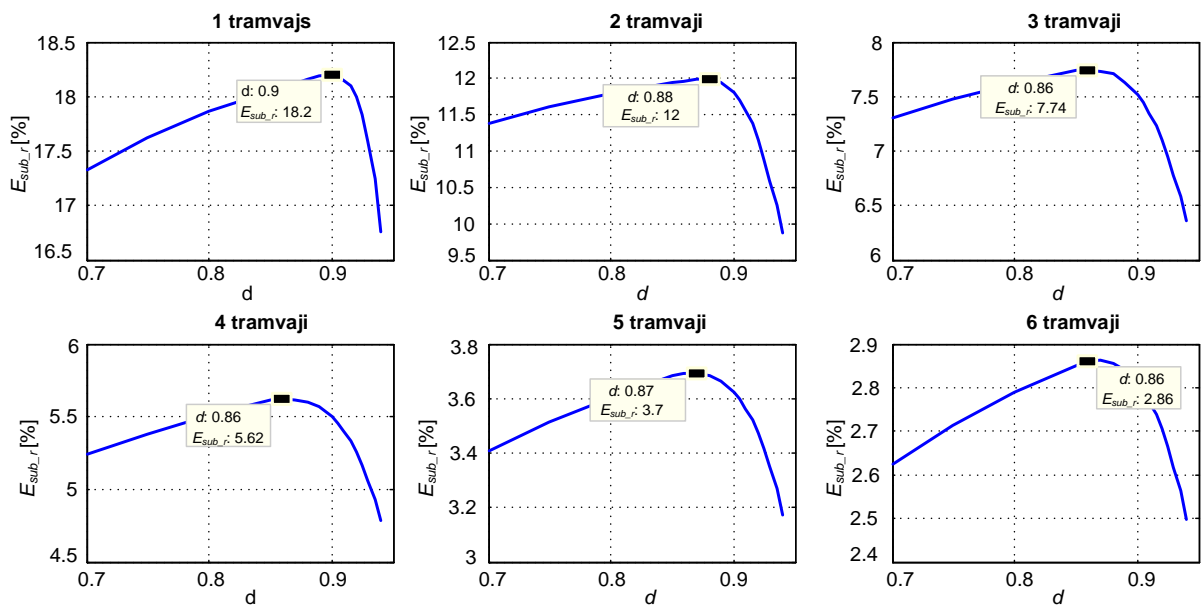 1 tramvajs
18.5
18
17.5
17
16.5
E_sub_r [%]
d: 0.9
E_sub_r: 18.2
0.7
0.8
0.9
d
2 tramvaji
12.5
12
11.5
11
10.5
10
9.5
E_sub_r [%]
d: 0.88
E_sub_r: 12
0.7
0.8
0.9
d
3 tramvaji
8
7.5
7
6.5
6
E_sub_r [%]
d: 0.86
E_sub_r: 7.74
0.7
0.8
0.9
d
4 tramvaji
6
5.5
5
4.5
E_sub_r [%]
d: 0.86
E_sub_r: 5.62
0.7
0.8
0.9
d
5 tramvaji
3.8
3.6
3.4
3.2
3
E_sub_r [%]
d: 0.87
E_sub_r: 3.7
0.7
0.8
0.9
d
6 tramvaji
2.9
2.8
2.7
2.6
2.5
2.4
E_sub_r [%]
d: 0.86
E_sub_r: 2.86
0.7
0.8
0.9
d